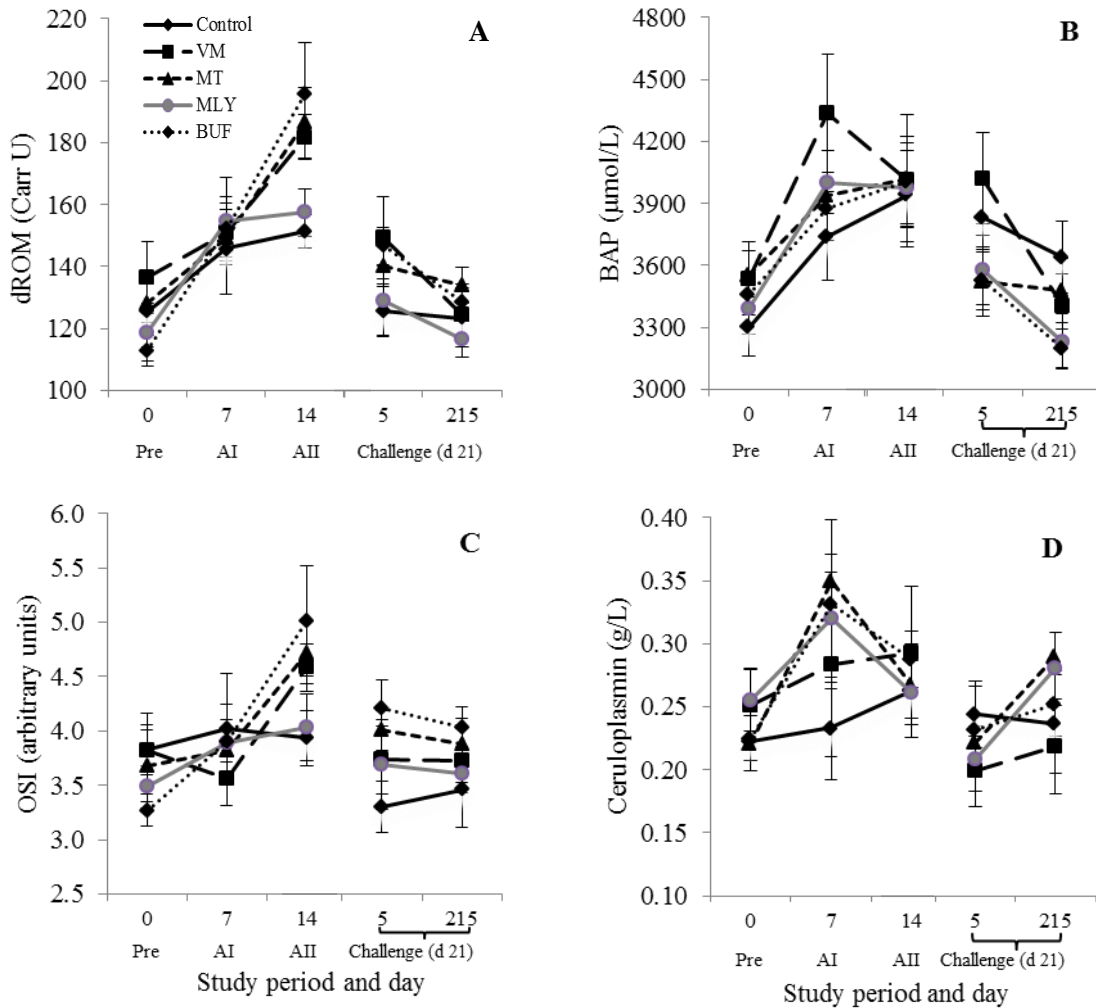 A
dROM (Carr U)
220
200
180
160
140
120
100
Control
VM
MT
MLY
BUF
0 7 14 5 215
Pre AI AII Challenge (d 21)
B
BAP (µmol/L)
4800
4500
4200
3900
3600
3300
3000
0 7 14 5 215
Pre AI AII Challenge (d 21)
C
OSI (arbitrary units)
6.0
5.5
5.0
4.5
4.0
3.5
3.0
2.5
0 7 14 5 215
Pre AI AII Challenge (d 21)
Study period and day
D
Ceruloplasmin (g/L)
0.40
0.35
0.30
0.25
0.20
0.15
0.10
0 7 14 5 215
Pre AI AII Challenge (d 21)
Study period and day